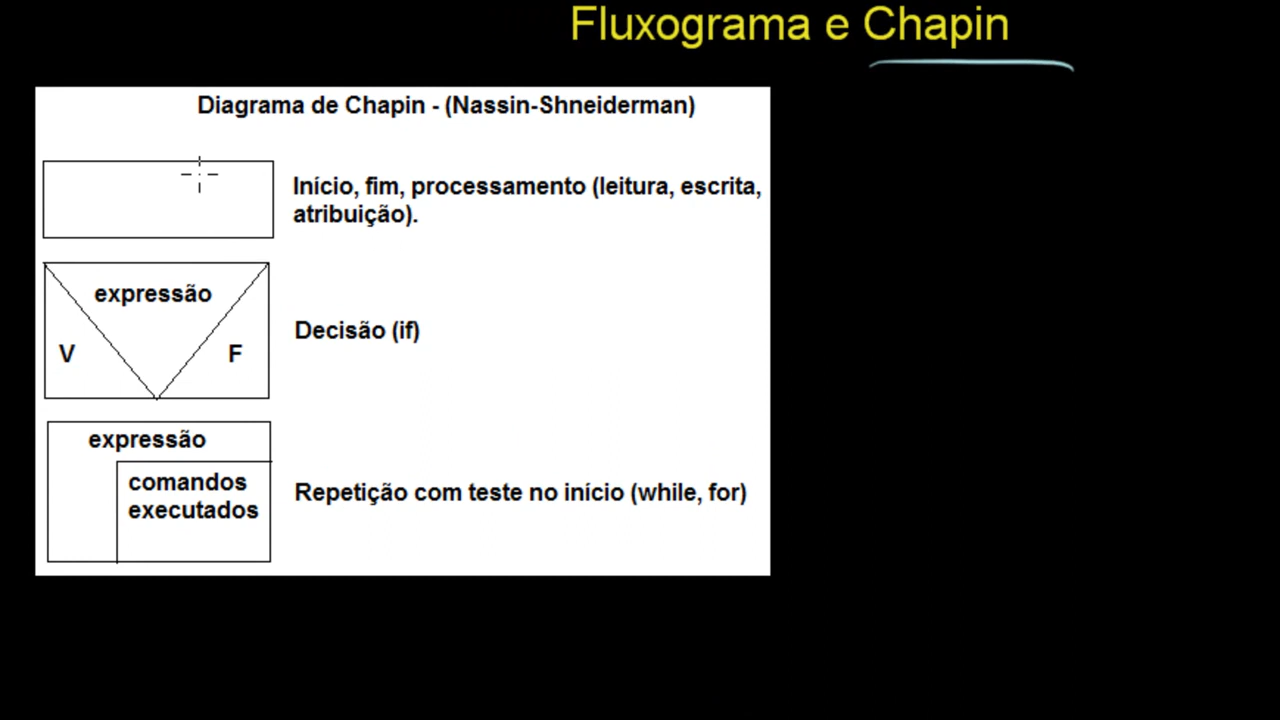 Fluxograma e Chapin
Diagrama de Chapin - (Nassin-Shneiderman)
Início, fim, processamento (leitura, escrita,
atribuição).
expressão
V
F
Decisão (if)
expressão
comandos
executados
Repetição com teste no início (while, for)